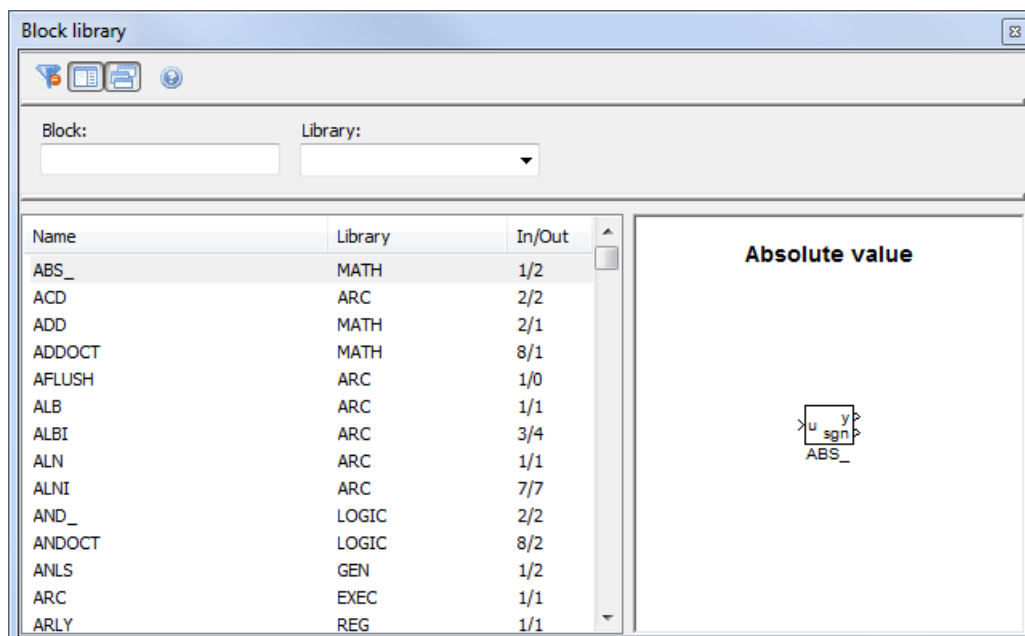 Block library
Block: Library:
Name Library In/Out
ABS_ MATH 1/2
ACD ARC 2/2
ADD MATH 2/1
ADDOCT MATH 8/1
AFLUSH ARC 1/0
ALB ARC 1/1
ALBI ARC 3/4
ALN ARC 1/1
ALNI ARC 7/7
AND_ LOGIC 2/2
ANDOCT LOGIC 8/2
ANLS GEN 1/2
ARC EXEC 1/1
ARLY REG 1/1
Absolute value
u y
sgn
ABS_